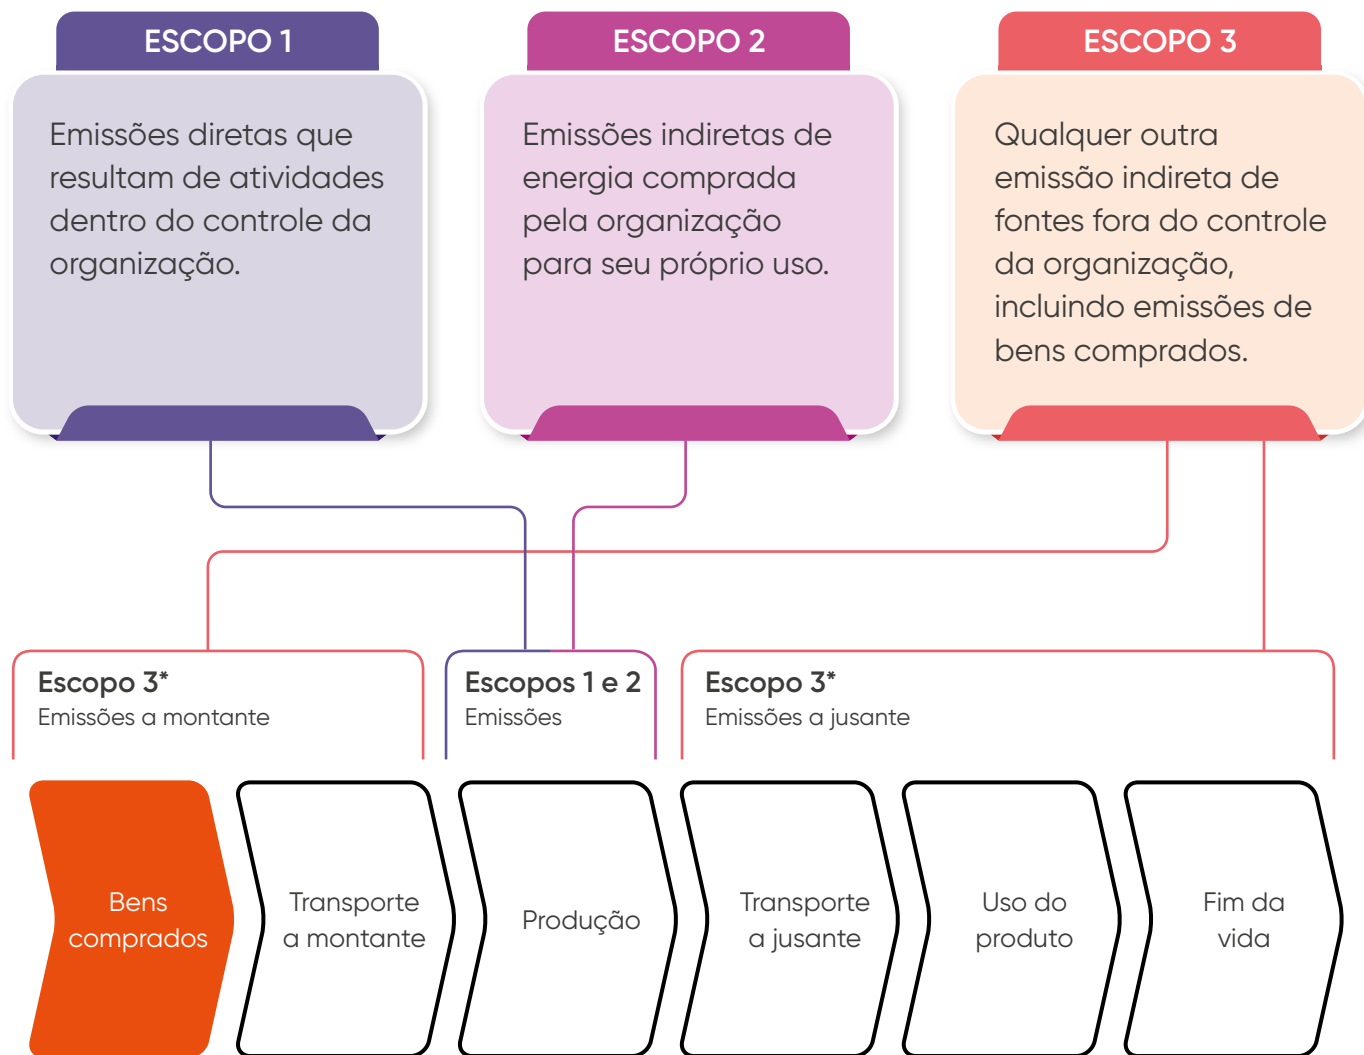 ESCOPO 1
Emissões diretas que
resultam de atividades
dentro do controle da
organização.
ESCOPO 2
Emissões indiretas de
energia comprada
pela organização
para seu próprio uso.
ESCOPO 3
Qualquer outra
emissão indireta de
fontes fora do controle
da organização,
incluindo emissões de
bens comprados.
Escopo 3*
Emissões a montante
Escopos 1 e 2
Emissões
Escopo 3*
Emissões a jusante
Bens
comprados
Transporte
a montante
Produção
Transporte
a jusante
Uso do
produto
Fim da
vida